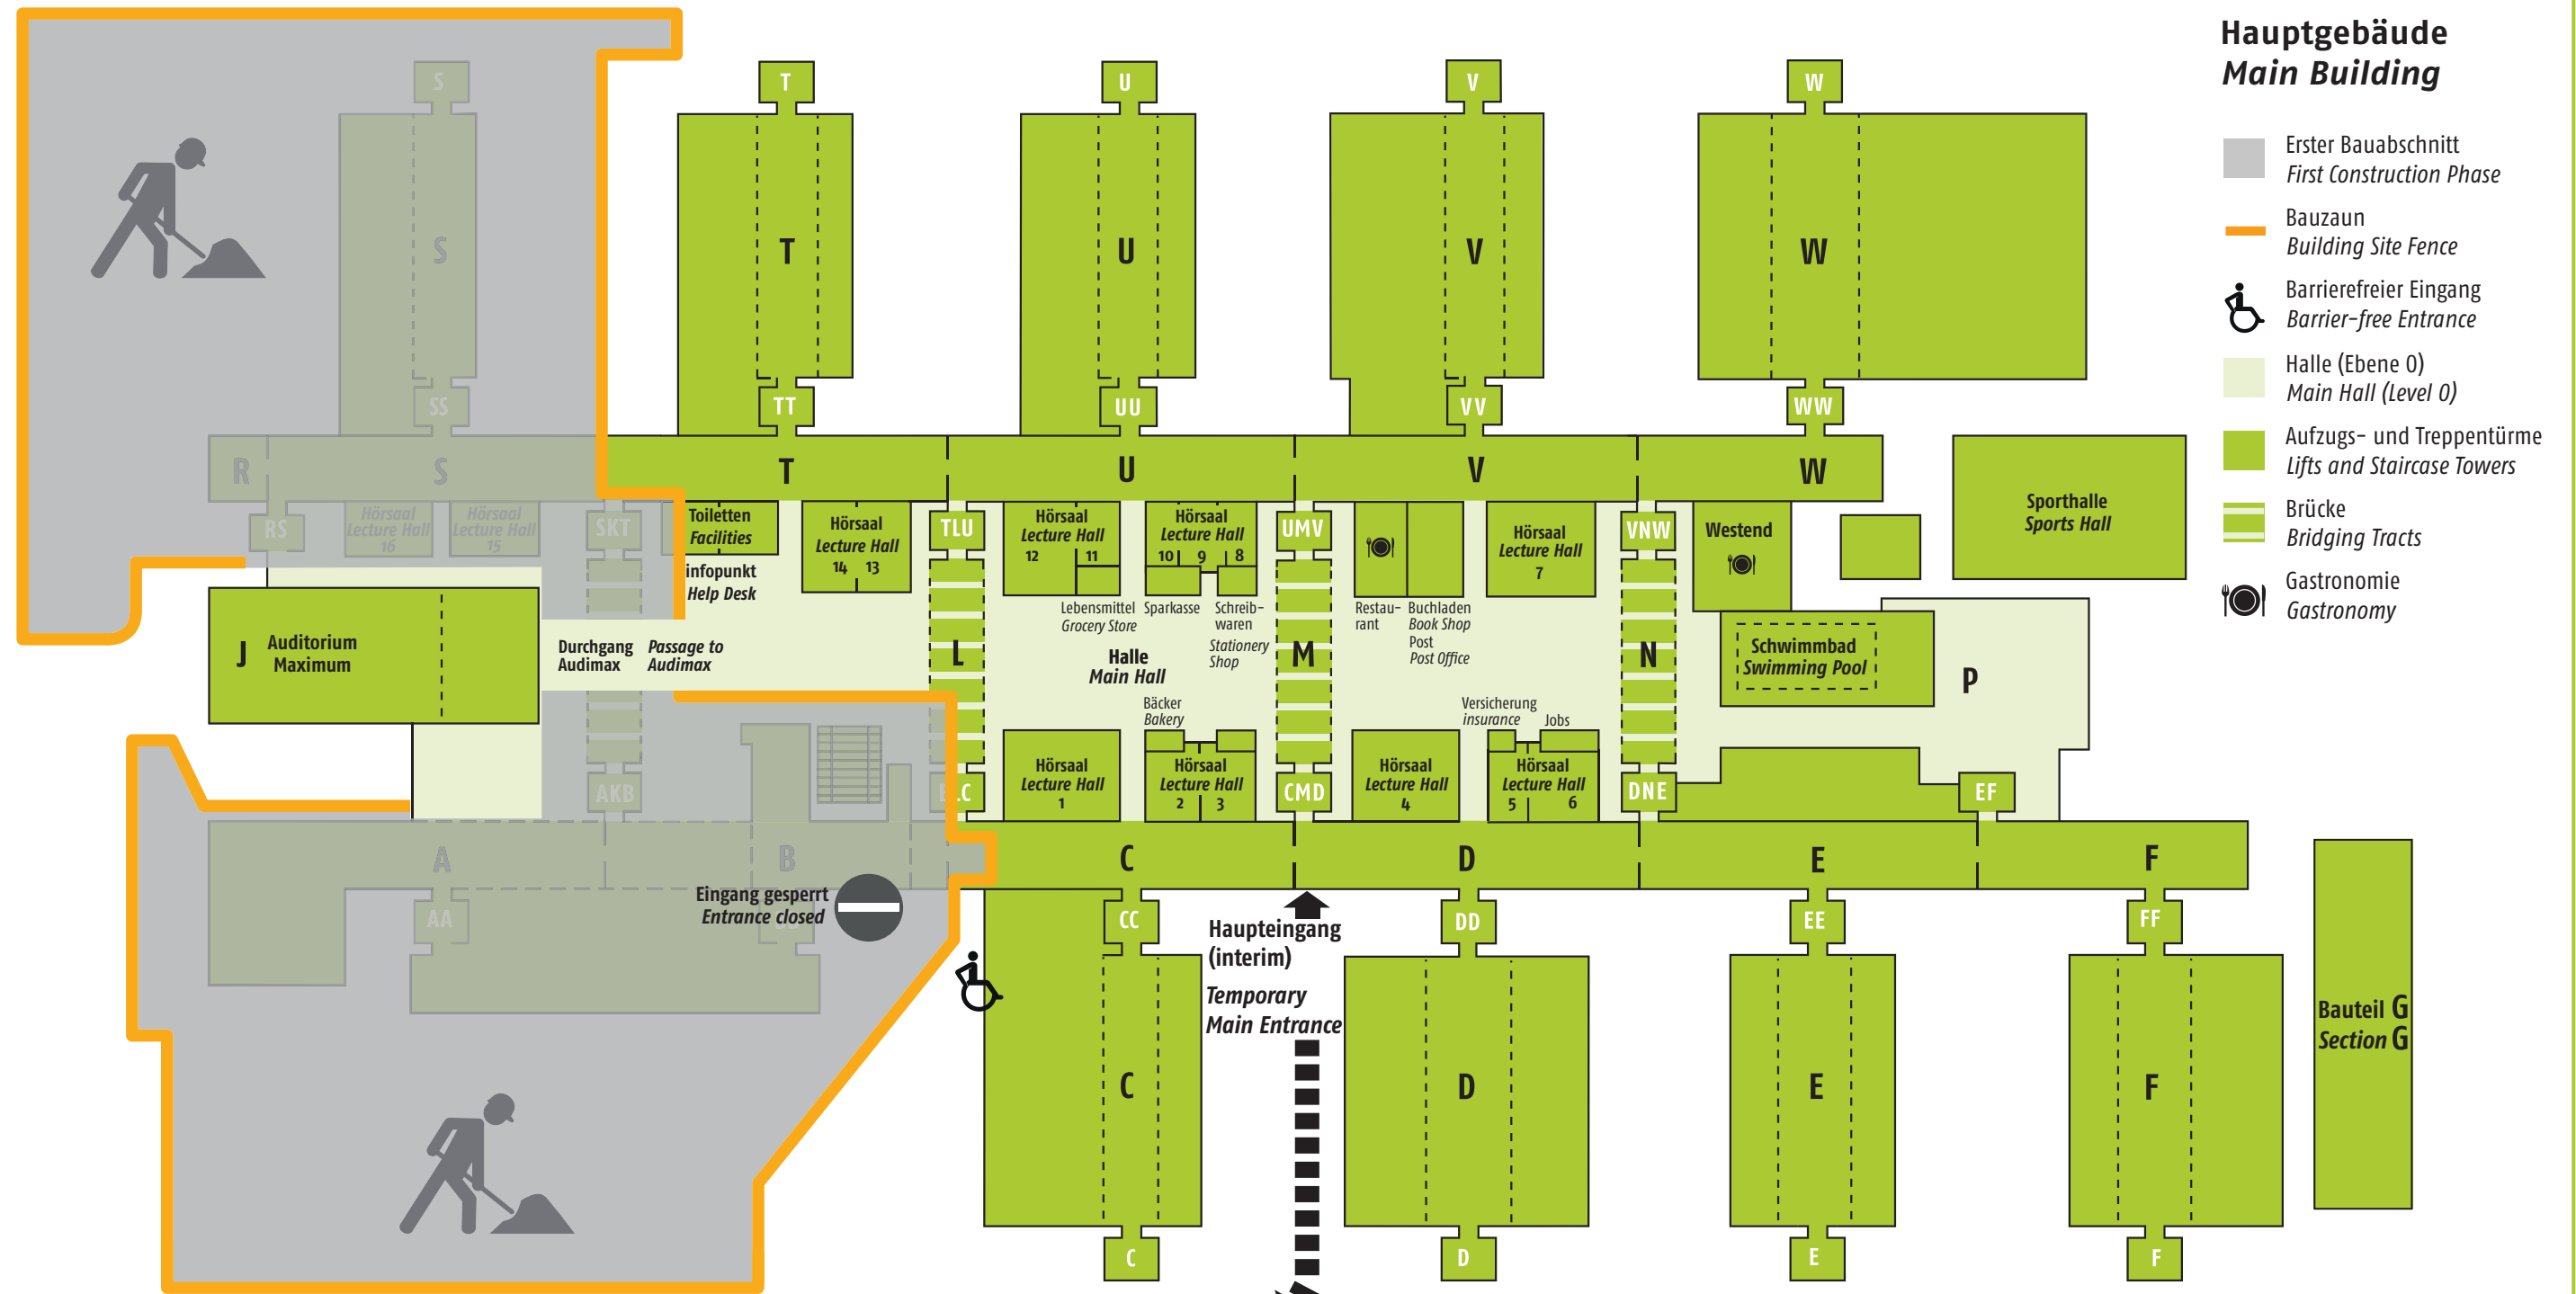 Hauptgebäude
Main Building
Erster Bauabschnitt
First Construction Phase
Bauzaun
Building Site Fence
Barrierefreier Eingang
Barrier-free Entrance
Halle (Ebene 0)
Main Hall (Level 0)
Aufzugs- und Treppentürme
Lifts and Staircase Towers
Brücke
Bridging Tracts
Gastronomie
Gastronomy
S
T
U
V
W
S
T
U
V
W
SS
TT
UU
VV
WW
R
S
T
U
V
W
RS
Hörsaal
Lecture Hall
16
Hörsaal
Lecture Hall
15
SKT
Toiletten
Facilities
infopunkt
Help Desk
Hörsaal
Lecture Hall
14
13
TLU
Hörsaal
Lecture Hall
12
11
Hörsaal
Lecture Hall
10
9
8
UMV
Hörsaal
Lecture Hall
7
VNW
Westend
Sporthalle
Sports Hall
Lebensmittel
Grocery Store
Sparkasse
Schreib-
waren
Stationery
Shop
Restau-
rant
Buchladen
Book Shop
Post
Post Office
J
Auditorium
Maximum
Durchgang
Audimax
Passage to
Audimax
L
Halle
Main Hall
M
N
Schwimmbad
Swimming Pool
P
Bäcker
Bakery
Versicherung
insurance
Jobs
AKB
Hörsaal
Lecture Hall
1
Hörsaal
Lecture Hall
2
3
CMD
Hörsaal
Lecture Hall
4
Hörsaal
Lecture Hall
5
6
DNE
EF
A
B
C
D
E
F
AA
Eingang gesperrt
Entrance closed
CC
DD
EE
FF
Haupteingang
(interim)
Temporary
Main Entrance
Bauteil G
Section G
C
D
E
F
C
D
E
F